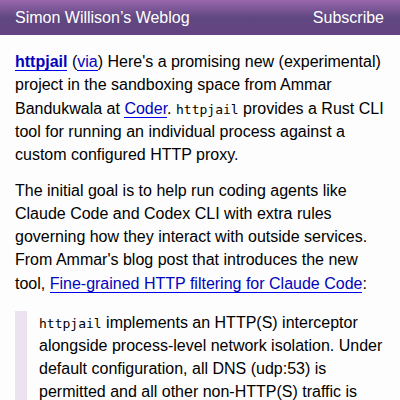 Simon Willison’s Weblog Subscribe
httpjail (via) Here's a promising new (experimental)
project in the sandboxing space from Ammar
Bandukwala at Coder. httpjail provides a Rust CLI
tool for running an individual process against a
custom configured HTTP proxy.
The initial goal is to help run coding agents like
Claude Code and Codex CLI with extra rules
governing how they interact with outside services.
From Ammar's blog post that introduces the new
tool, Fine-grained HTTP filtering for Claude Code:
httpjail implements an HTTP(S) interceptor
alongside process-level network isolation. Under
default configuration, all DNS (udp:53) is
permitted and all other non-HTTP(S) traffic is